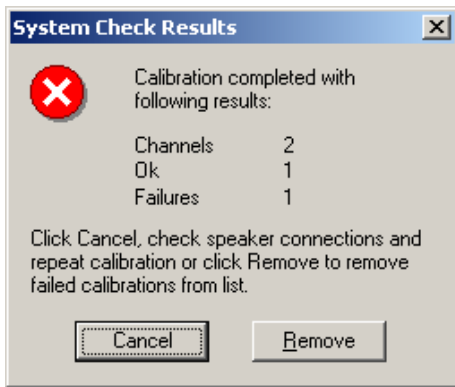 System Check Results
Calibration completed with
following results:
Channels 2
Ok 1
Failures 1
Click Cancel, check speaker connections and
repeat calibration or click Remove to remove
failed calibrations from list.
Cancel Remove